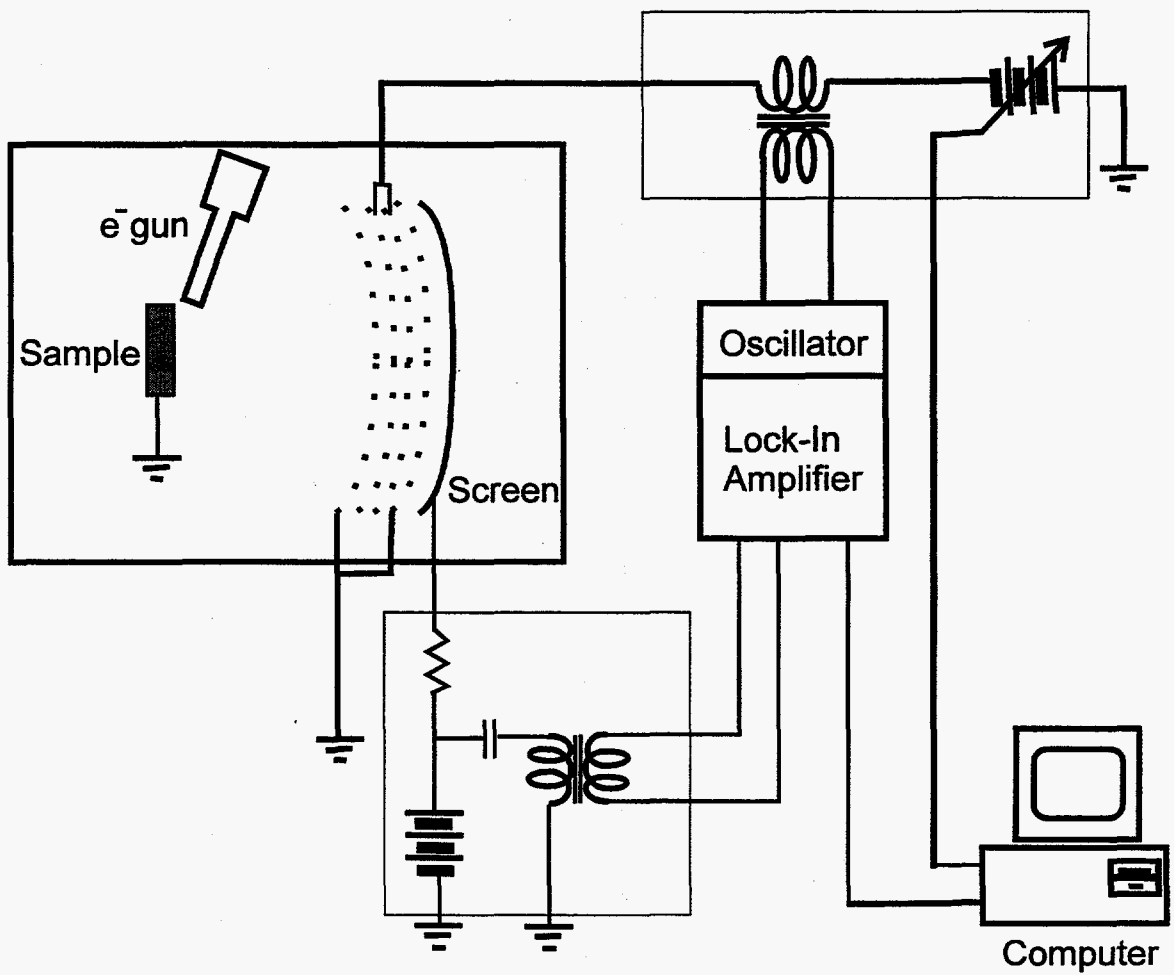 e⁻ gun
Sample
Screen
Oscillator
Lock-In
Amplifier
Computer